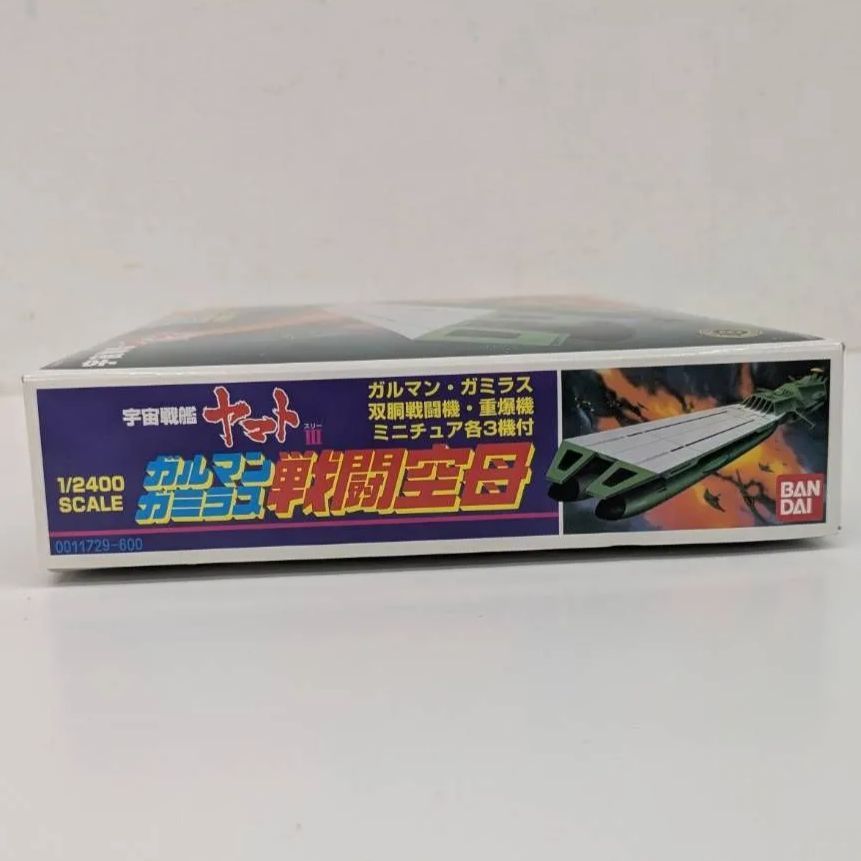 宇宙戦艦
ヤマト
スリー
III
ガルマン・ガミラス
双胴戦闘機・重爆機
ミニチュア各3機付
1/2400
SCALE
ガルマン
ガミラス
戦闘空母
0011729-600
BAN
DAI